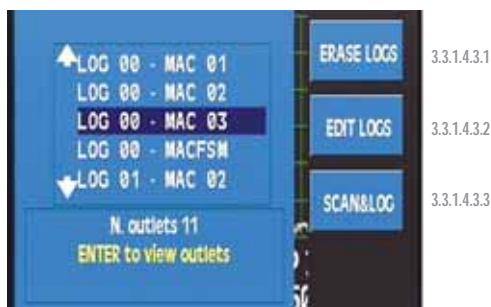 LOG 00 - MAC 01
LOG 00 - MAC 02
LOG 00 - MAC 03
LOG 00 - MACFSM
LOG 01 - MAC 02
N. outlets 11
ENTER to view outlets
ERASE LOGS
3.3.1.4.3.1
EDIT LOGS
3.3.1.4.3.2
SCAN&LOG
3.3.1.4.3.3